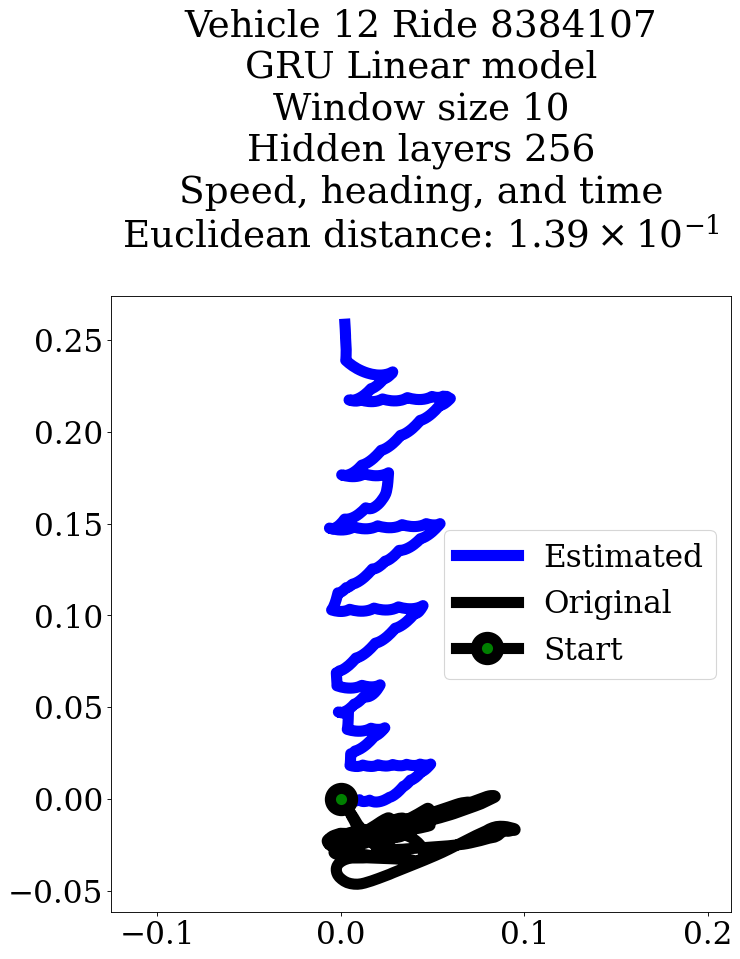 Vehicle 12 Ride 8384107
GRU Linear model
Window size 10
Hidden layers 256
Speed, heading, and time
Euclidean distance: 1.39 × 10⁻¹
0.25
0.20
0.15
0.10
0.05
0.00
−0.05
Estimated
Original
Start
−0.1
0.0
0.1
0.2